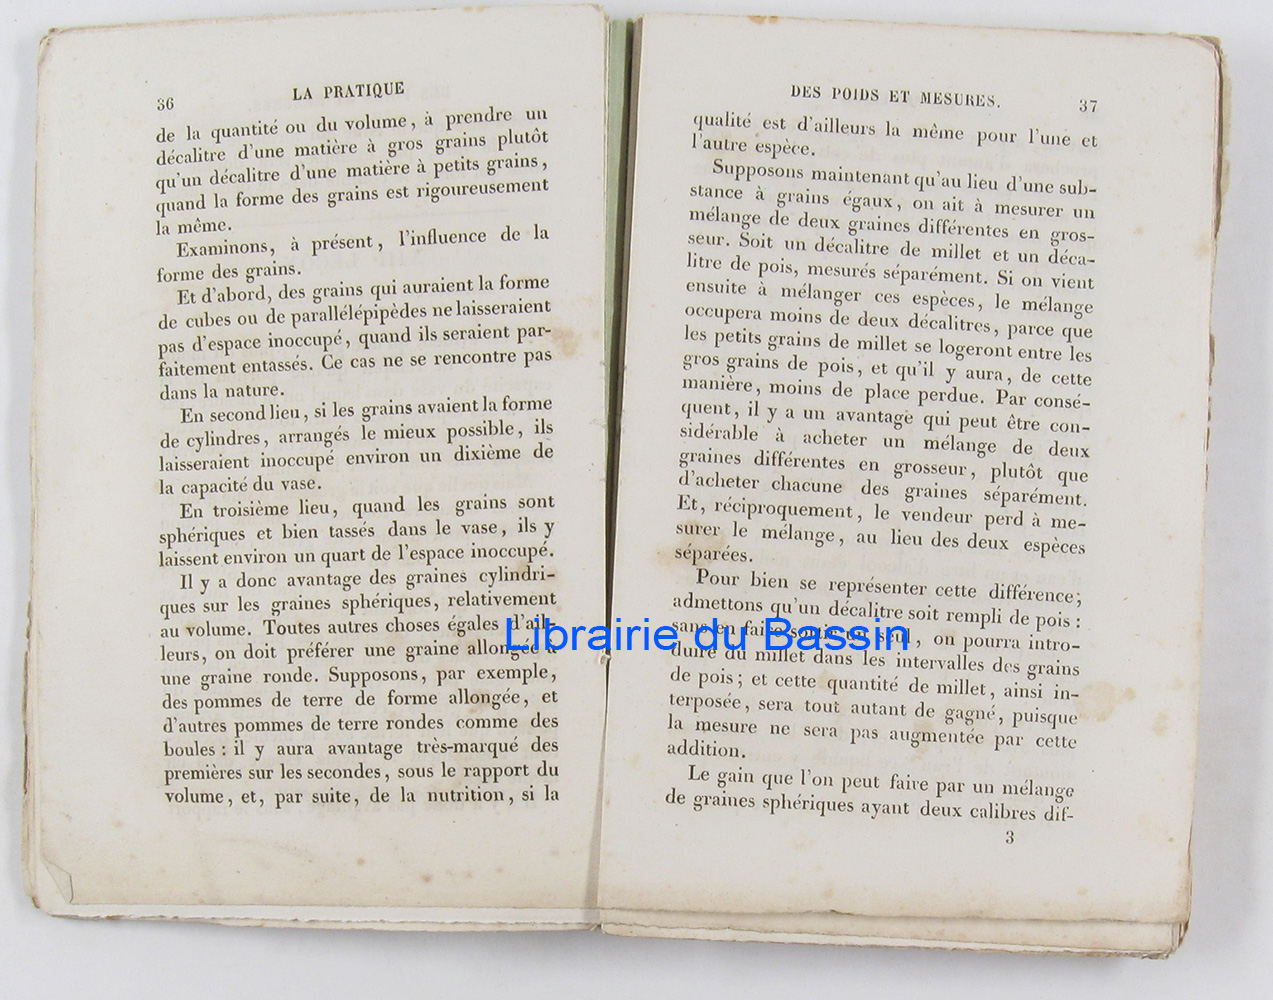 36
LA PRATIQUE
de la quantité ou du volume, à prendre un
décalitre d'une matière à gros grains plutôt
qu'un décalitre d'une matière à petits grains,
quand la forme des grains est rigoureusement
la même.
Examinons, à présent, l'influence de la
forme des grains.
Et d'abord, des grains qui auraient la forme
de cubes ou de parallélépipèdes ne laisseraient
pas d'espace inoccupé, quand ils seraient par-
faitement entassés. Ce cas ne se rencontre pas
dans la nature.
En second lieu, si les grains avaient la forme
de cylindres, arrangés le mieux possible, ils
laisseraient inoccupé environ un dixième de
la capacité du vase.
En troisième lieu, quand les grains sont
sphériques et bien tassés dans le vase, ils y
laissent environ un quart de l'espace inoccupé.
Il y a donc avantage des graines cylindri-
ques sur les graines sphériques, relativement
au volume. Toutes autres choses égales d'ail-
leurs, on doit préférer une graine allongée à
une graine ronde. Supposons, par exemple,
des pommes de terre de forme allongée, et
d'autres pommes de terre rondes comme des
boules : il y aura avantage très-marqué des
premières sur les secondes, sous le rapport du
volume, et, par suite, de la nutrition, si la
DES POIDS ET MESURES.
37
qualité est d'ailleurs la même pour l'une et
l'autre espèce.
Supposons maintenant qu'au lieu d'une sub-
stance à grains égaux, on ait à mesurer un
mélange de deux graines différentes en gros-
seur. Soit un décalitre de millet et un déca-
litre de pois, mesurés séparément. Si on vient
ensuite à mélanger ces espèces, le mélange
occupera moins de deux décalitres, parce que
les petits grains de millet se logeront entre les
gros grains de pois, et qu'il y aura, de cette
manière, moins de place perdue. Par consé-
quent, il y a un avantage qui peut être con-
sidérable à acheter un mélange de deux
graines différentes en grosseur, plutôt que
d'acheter chacune des graines séparément.
Et, réciproquement, le vendeur perd à me-
surer le mélange, au lieu des deux espèces
séparées.
Pour bien se représenter cette différence;
admettons qu'un décalitre soit rempli de pois :
sans en faire sortir un seul, on pourra intro-
duire du millet dans les intervalles des grains
de pois; et cette quantité de millet, ainsi in-
terposée, sera tout autant de gagné, puisque
la mesure ne sera pas augmentée par cette
addition.
Le gain que l'on peut faire par un mélange
de graines sphériques ayant deux calibres dif-
3
Librairie du Bassin